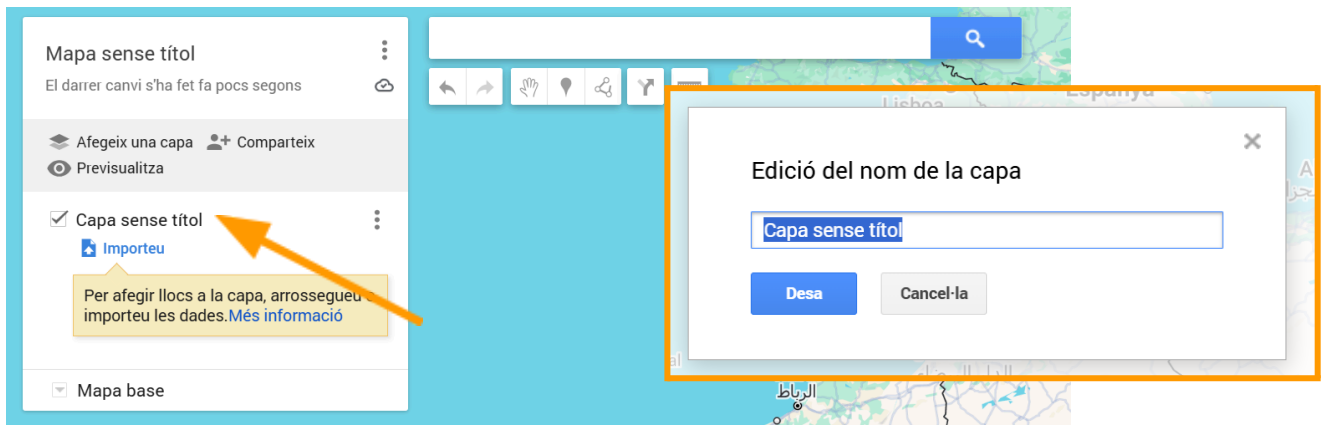 Mapa sense títol
El darrer canvi s'ha fet fa pocs segons
Afegeix una capa Comparteix
Previsualitza
Capa sense títol
Importeu
Per afegir llocs a la capa, arrossegueu o
importeu les dades.Més informació
Mapa base
Lisboa
Espanya
Edició del nom de la capa
Capa sense títol
Desa Cancel·la
الدار البيضاء
الرباط